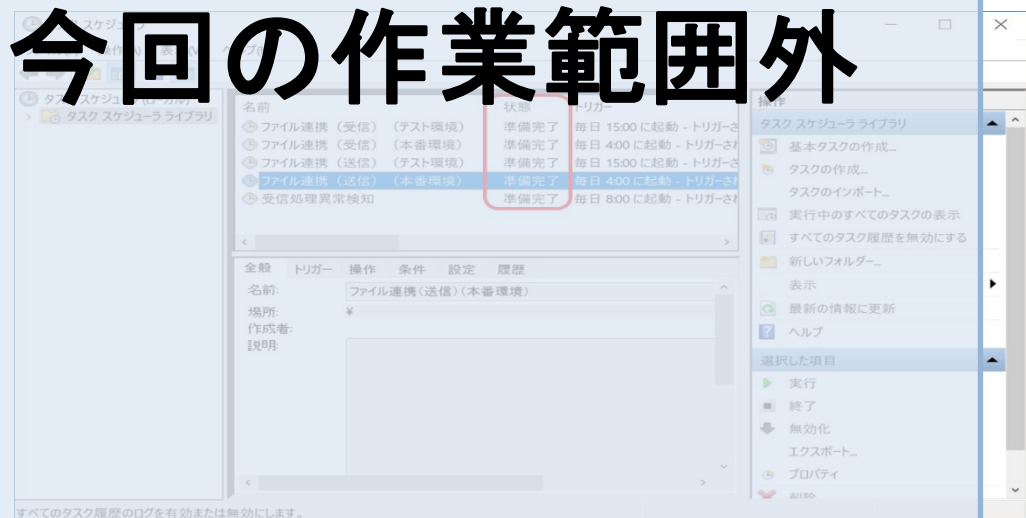 今回の作業範囲外
タスク スケジューラ (ローカル)
タスク スケジューラ ライブラリ
名前 状態 トリガー
ファイル連携（受信）（テスト環境） 準備完了 毎日 15:00 に起動 - トリガーさ
ファイル連携（受信）（本番環境） 準備完了 毎日 4:00 に起動 - トリガーされ
ファイル連携（送信）（テスト環境） 準備完了 毎日 15:00 に起動 - トリガーさ
ファイル連携（送信）（本番環境） 準備完了 毎日 4:00 に起動 - トリガーされ
受信処理異常検知 準備完了 毎日 8:00 に起動 - トリガーされ
全般 トリガー 操作 条件 設定 履歴
名前: ファイル連携(送信)(本番環境)
場所: ¥
作成者:
説明:
操作
タスク スケジューラ ライブラリ
基本タスクの作成...
タスクの作成...
タスクのインポート...
実行中のすべてのタスクの表示
すべてのタスク履歴を無効にする
新しいフォルダー...
表示
最新の情報に更新
ヘルプ
選択した項目
実行
終了
無効化
エクスポート...
プロパティ
削除
すべてのタスク履歴のログを有効または無効にします。